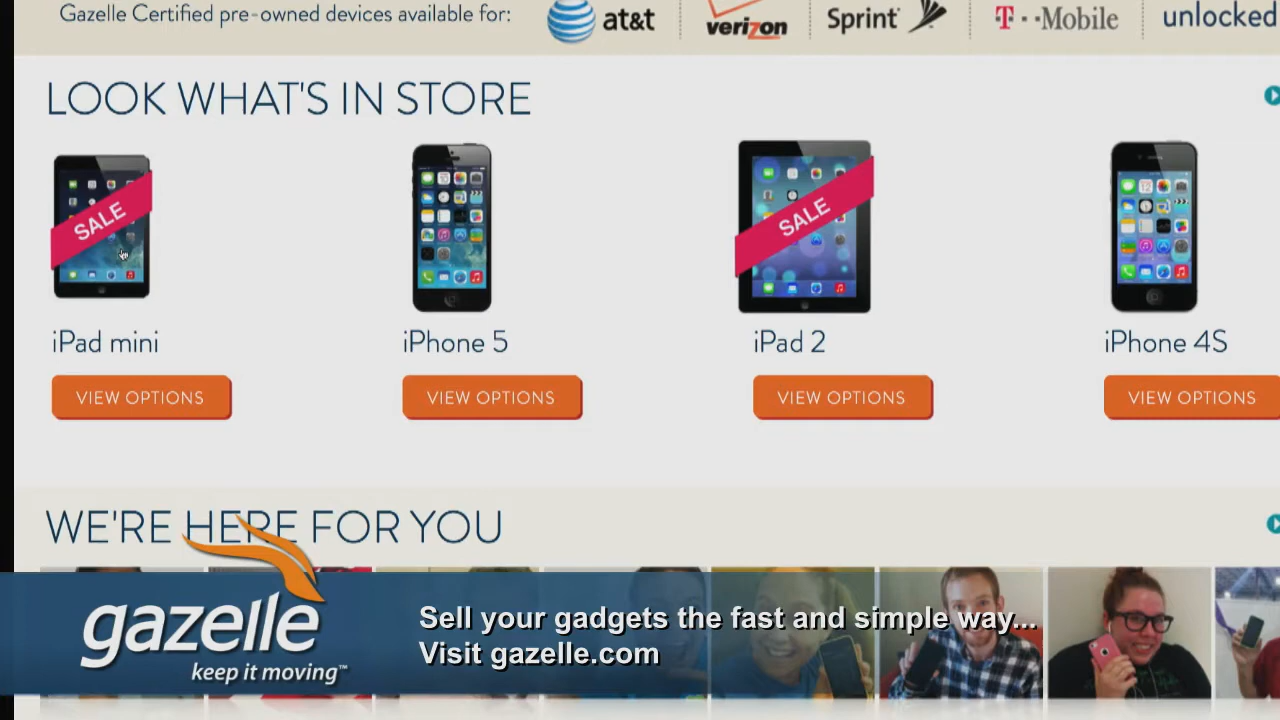 Gazelle Certified pre-owned devices available for:
at&t
verizon
Sprint
T··Mobile
unlocked
LOOK WHAT'S IN STORE
SALE
SALE
iPad mini
iPhone 5
iPad 2
iPhone 4S
VIEW OPTIONS
VIEW OPTIONS
VIEW OPTIONS
VIEW OPTIONS
WE'RE HERE FOR YOU
gazelle
keep it moving™
Sell your gadgets the fast and simple way...
Visit gazelle.com